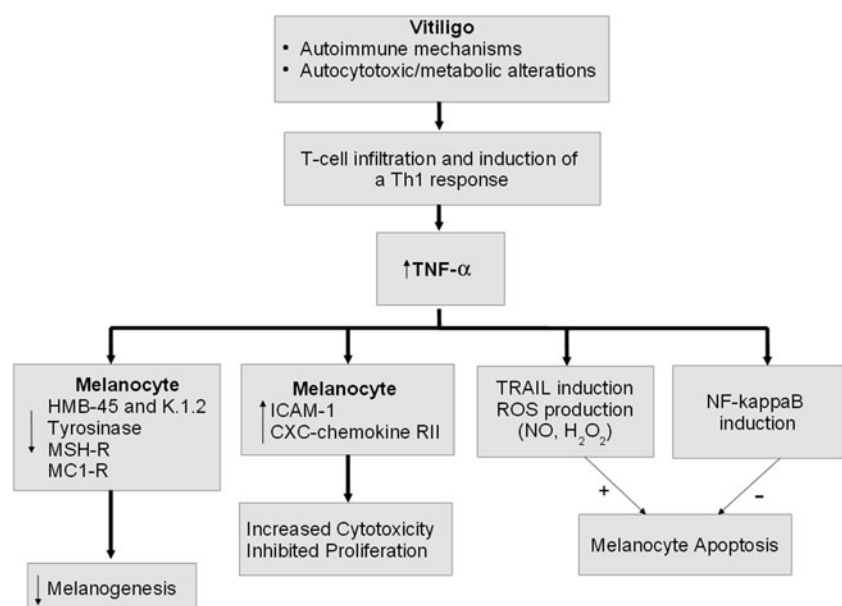 Vitiligo
• Autoimmune mechanisms
• Autocytotoxic/metabolic alterations
T-cell infiltration and induction of
a Th1 response
↑TNF-α
Melanocyte
↓ HMB-45 and K.1.2
Tyrosinase
MSH-R
MC1-R
Melanocyte
↑ ICAM-1
CXC-chemokine RII
TRAIL induction
ROS production
(NO, H₂O₂)
NF-kappaB
induction
+
–
Increased Cytotoxicity
Inhibited Proliferation
Melanocyte Apoptosis
↓ Melanogenesis